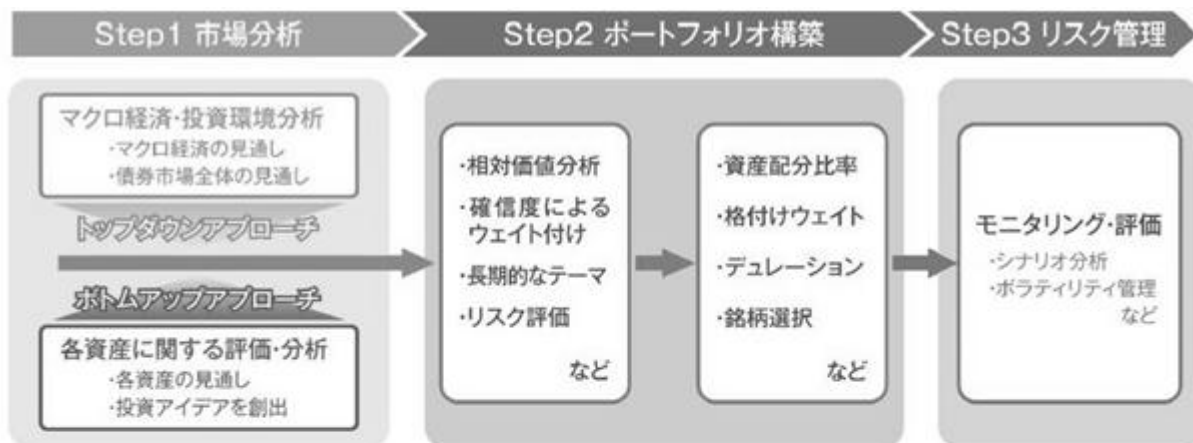 Step1 市場分析
Step2 ポートフォリオ構築
Step3 リスク管理
マクロ経済・投資環境分析
・マクロ経済の見通し
・債券市場全体の見通し
トップダウンアプローチ
ボトムアップアプローチ
各資産に関する評価・分析
・各資産の見通し
・投資アイデアを創出
・相対価値分析
・確信度による
ウェイト付け
・長期的なテーマ
・リスク評価
など
・資産配分比率
・格付けウェイト
・デュレーション
・銘柄選択
など
モニタリング・評価
・シナリオ分析
・ボラティリティ管理
など